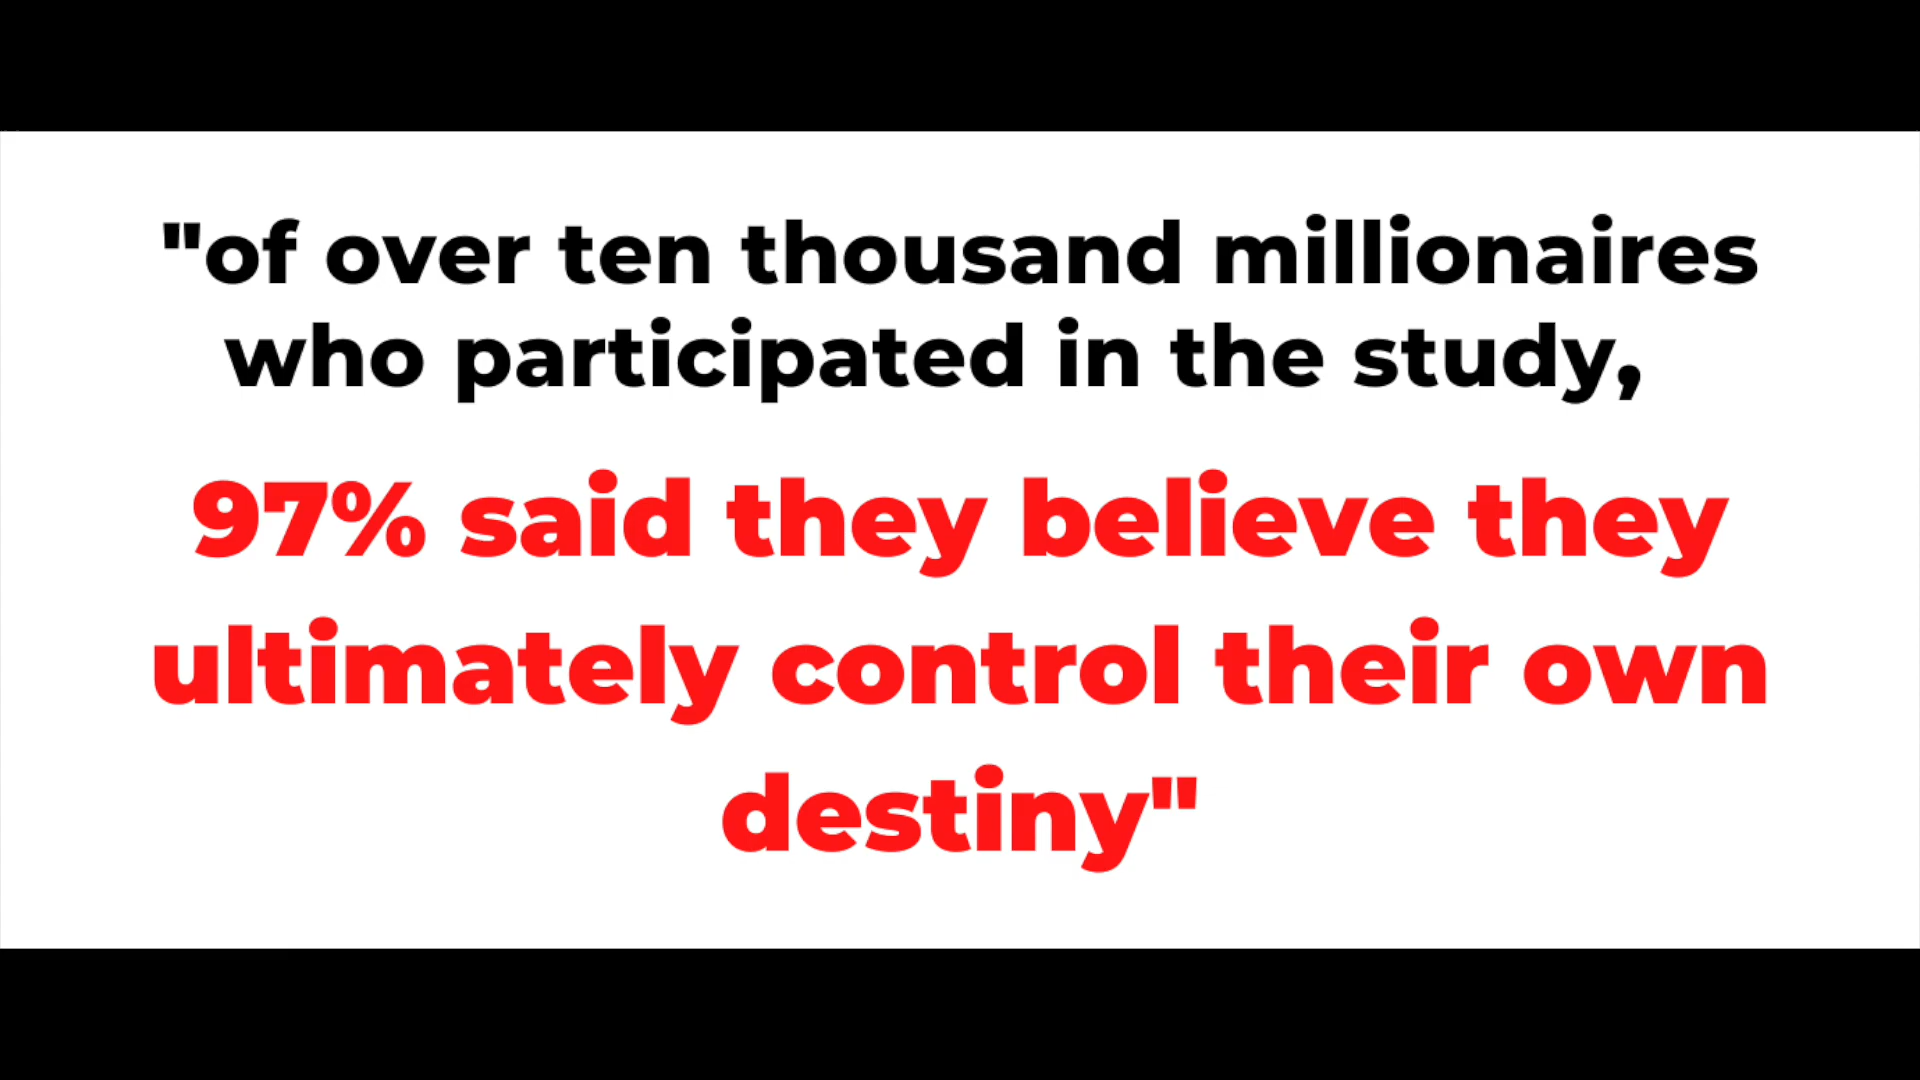 "of over ten thousand millionaires
who participated in the study,
97% said they believe they
ultimately control their own
destiny"